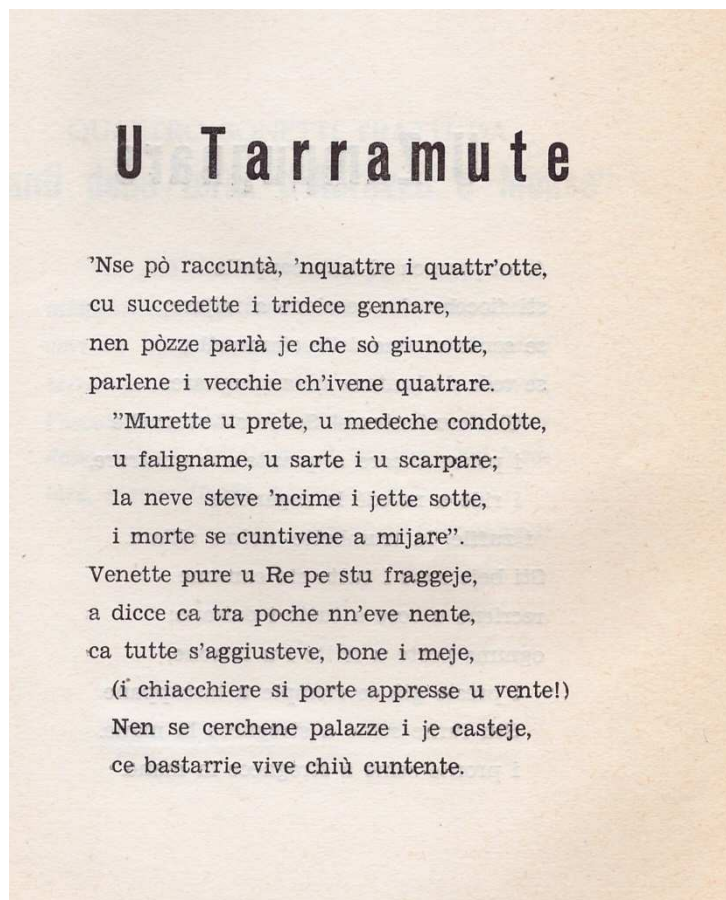 U Tarramute
'Nse pò raccuntà, 'nquattre i quattr'otte,
cu succedette i tridece gennare,
nen pòzze parlà je che sò giunotte,
parlene i vecchie ch'ivene quatrare.
"Murette u prete, u medeche condotte,
u faligname, u sarte i u scarpare;
la neve steve 'ncime i jette sotte,
i morte se cuntivene a mijare".
Venette pure u Re pe stu fraggeje,
a dicce ca tra poche nn'eve nente,
ca tutte s'aggiusteve, bone i meje,
(i chiacchiere si porte appresse u vente!)
Nen se cerchene palazze i je casteje,
ce bastarrie vive chiù cuntente.